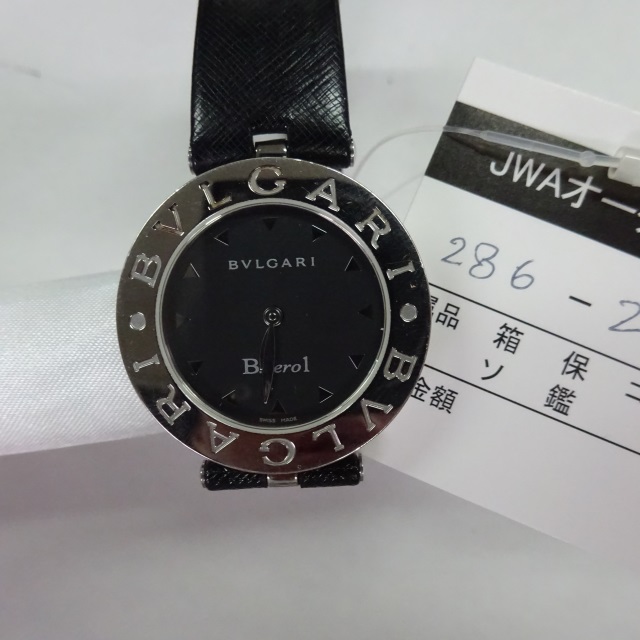 BVLGARI • BVLGARI •
BVLGARI
B.zero1
SWISS MADE
JWAオー
286-2
品 箱 保
ソ 鑑
金額